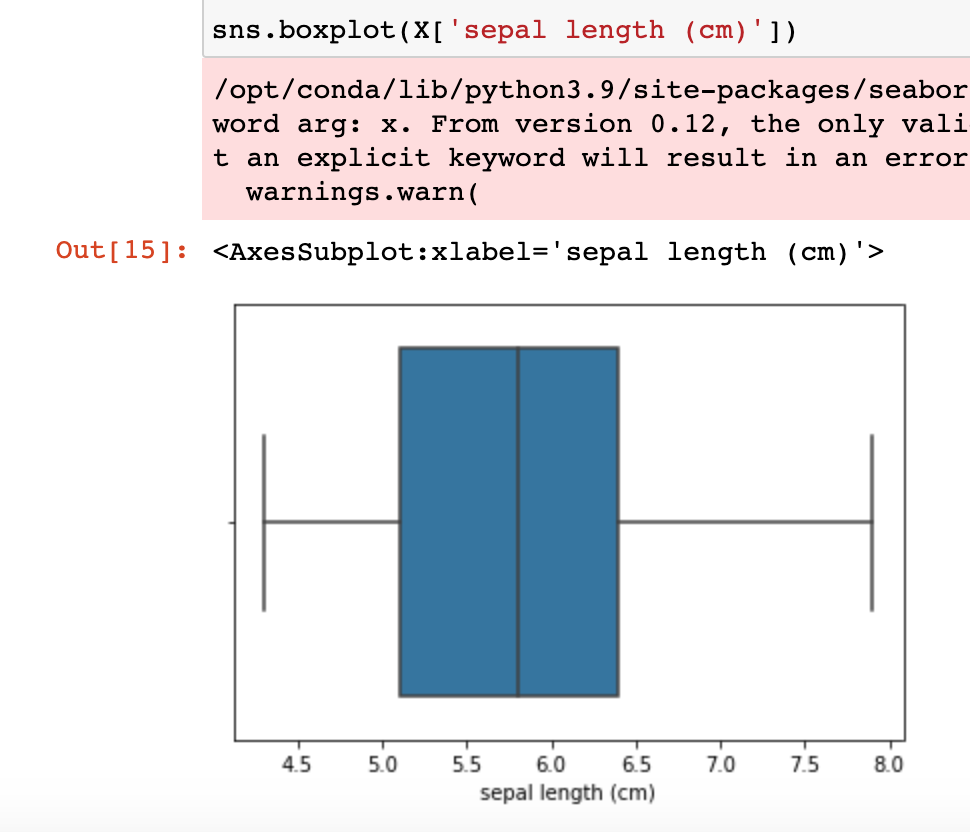 sns.boxplot(X['sepal length (cm)'])
/opt/conda/lib/python3.9/site-packages/seabor
word arg: x. From version 0.12, the only vali
t an explicit keyword will result in an error
warnings.warn(
Out[15]: <AxesSubplot:xlabel='sepal length (cm)'>
4.5 5.0 5.5 6.0 6.5 7.0 7.5 8.0
sepal length (cm)